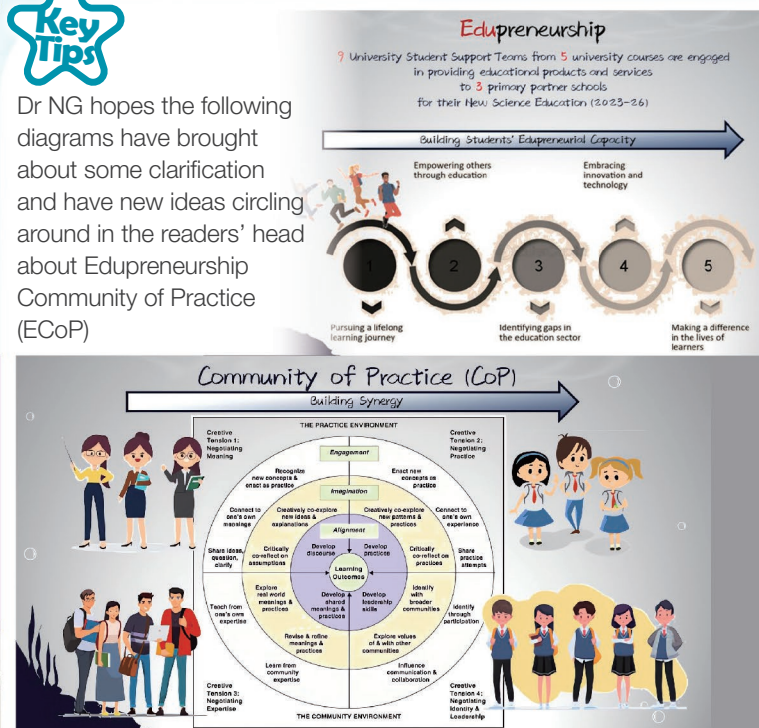 Key
Tips
Dr NG hopes the following
diagrams have brought
about some clarification
and have new ideas circling
around in the readers' head
about Edupreneurship
Community of Practice
(ECoP)
Edupreneurship
9 University Student Support Teams from 5 university courses are engaged
in providing educational products and services
to 3 primary partner schools
for their New Science Education (2023-26)
Building Students' Edupreneurial Capacity
Empowering others
through education
Embracing
innovation and
technology
1
2
3
4
5
Pursuing a lifelong
learning journey
Identifying gaps in
the education sector
Making a difference
in the lives of
learners
Community of Practice (CoP)
Building Synergy
THE PRACTICE ENVIRONMENT
Creative
Tension 1:
Negotiating
Meaning
Creative
Tension 2:
Negotiating
Practice
Engagement
Recognize
new concepts &
enact as practice
Enact new
concepts as
practice
Imagination
Connect to
one's own
meanings
Creatively co-explore
new ideas &
explanations
Creatively co-explore
new patterns &
practices
Connect to
one's own
experience
Alignment
Share ideas,
question,
clarify
Critically
co-reflect on
assumptions
Develop
discourse
Develop
practices
Critically
co-reflect on
practices
Share
practice
attempts
Learning
Outcomes
Teach from
one's own
expertise
Explore
real world
meanings &
practices
Develop
shared
meanings &
practices
Develop
leadership
skills
Identify
with
broader
communities
Identify
through
participation
Revise & refine
meanings &
practices
Explore values
of & with other
communities
Learn from
community
expertise
Influence
communication &
collaboration
Creative
Tension 3:
Negotiating
Expertise
Creative
Tension 4:
Negotiating
Identity &
Leadership
THE COMMUNITY ENVIRONMENT